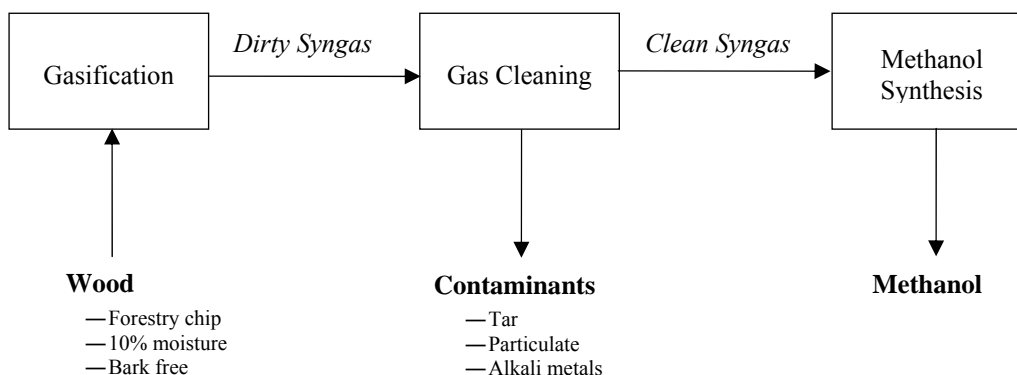 Dirty Syngas
Clean Syngas
Gasification
Gas Cleaning
Methanol
Synthesis
Wood
— Forestry chip
— 10% moisture
— Bark free
Contaminants
— Tar
— Particulate
— Alkali metals
Methanol